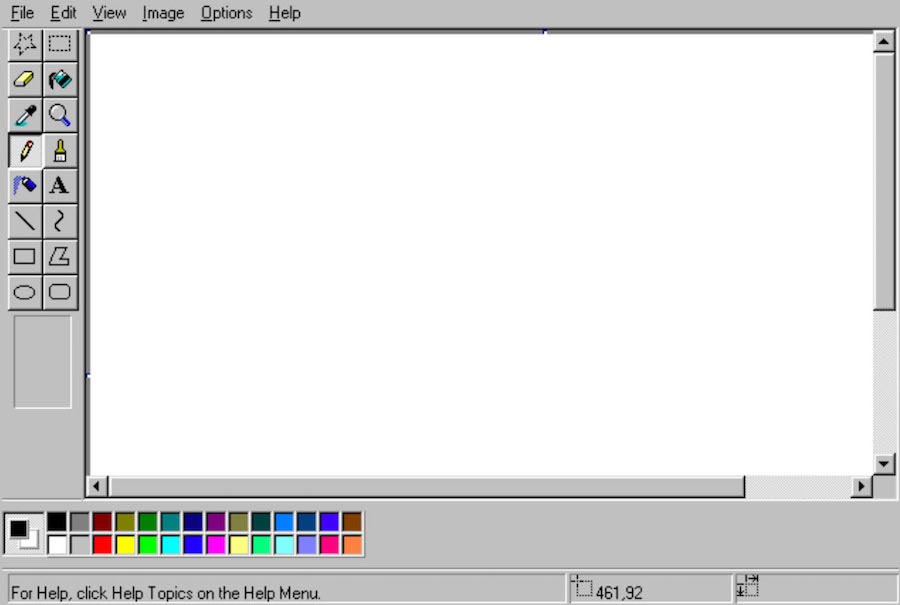 File Edit View Image Options Help
A
For Help, click Help Topics on the Help Menu.
461,92